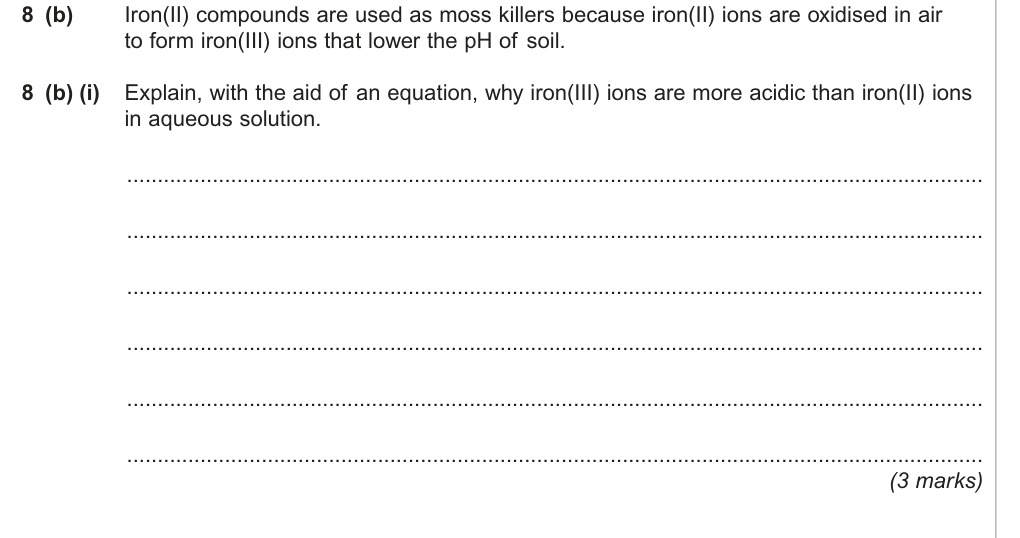 8 (b) Iron(II) compounds are used as moss killers because iron(II) ions are oxidised in air
to form iron(III) ions that lower the pH of soil.
8 (b) (i) Explain, with the aid of an equation, why iron(III) ions are more acidic than iron(II) ions
in aqueous solution.
(3 marks)